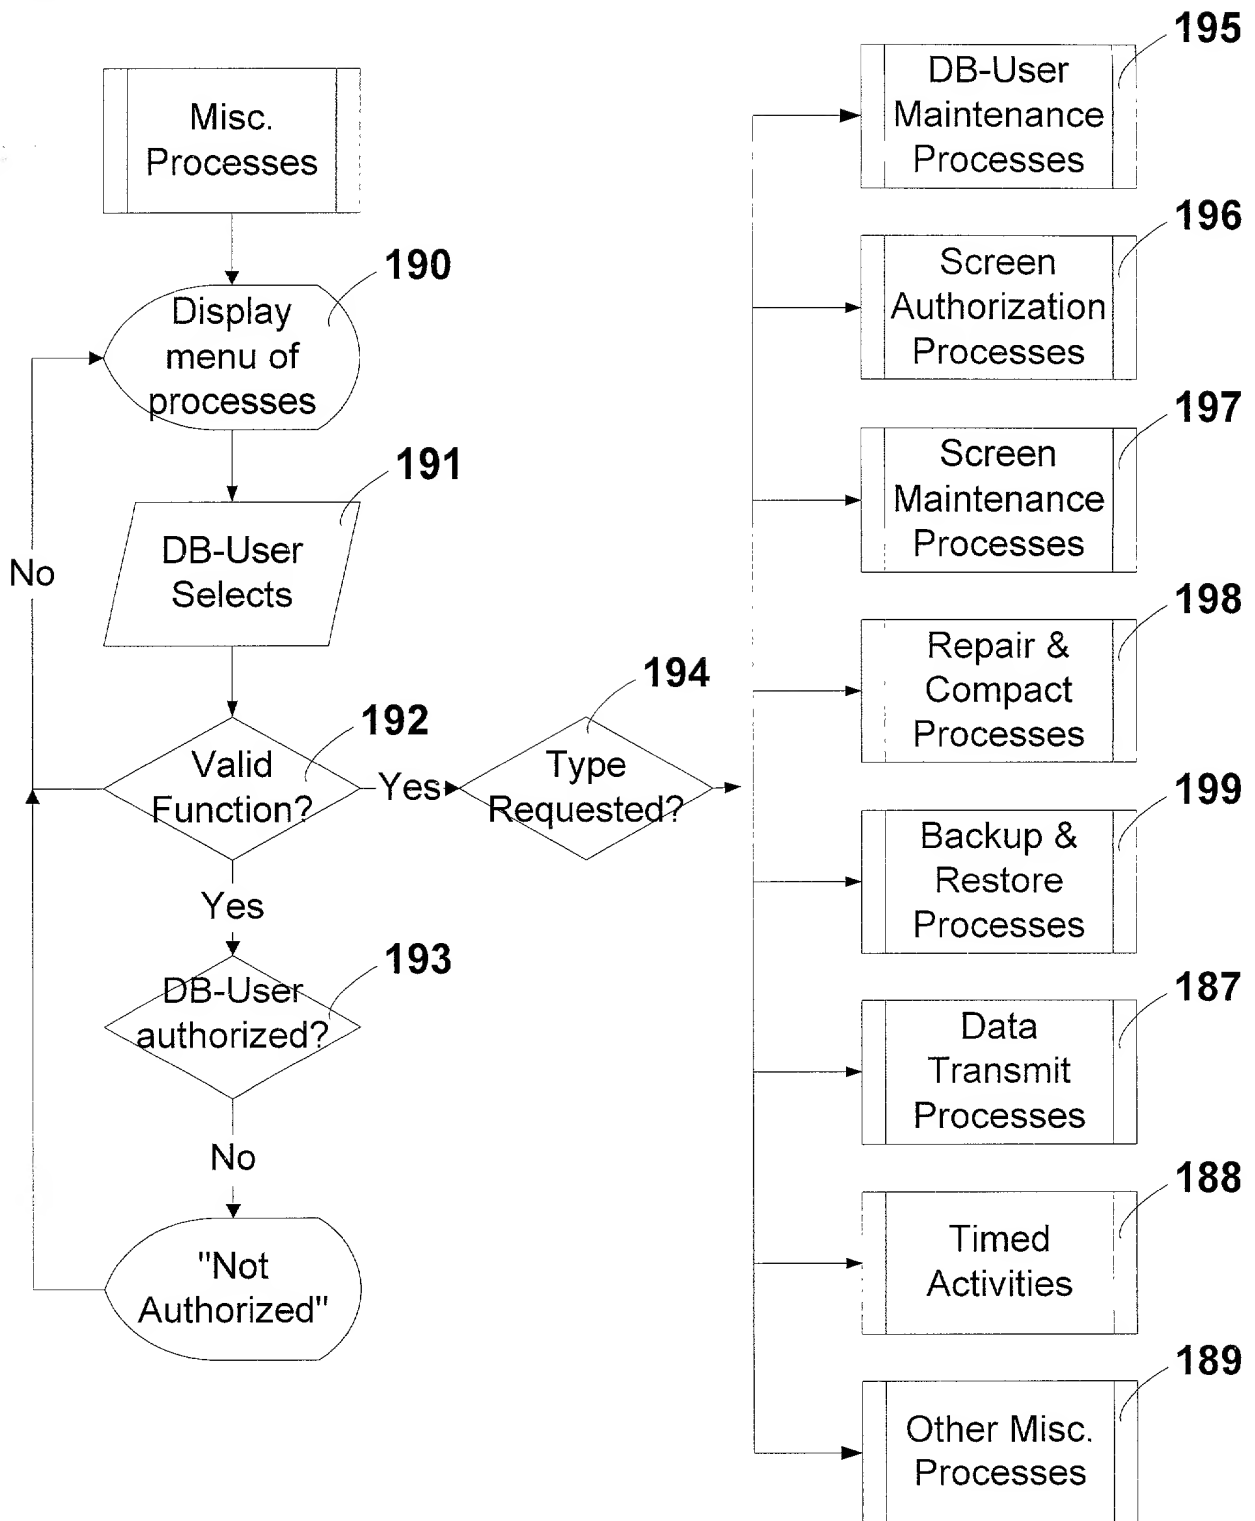 Misc.
Processes
190
Display
menu of
processes
191
DB-User
Selects
No
192
Valid
Function?
Yes
194
Type
Requested?
Yes
193
DB-User
authorized?
No
"Not
Authorized"
195
DB-User
Maintenance
Processes
196
Screen
Authorization
Processes
197
Screen
Maintenance
Processes
198
Repair &
Compact
Processes
199
Backup &
Restore
Processes
187
Data
Transmit
Processes
188
Timed
Activities
189
Other Misc.
Processes